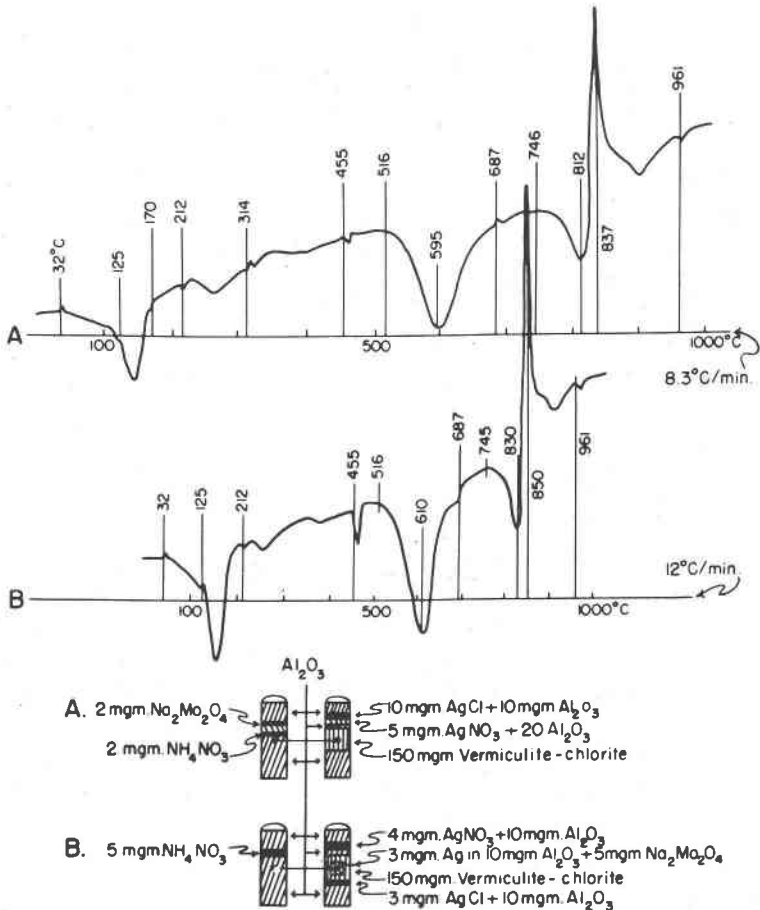 961
812
746
687
516
455
837
314
212
170
595
32°C
125
A
100
500
1000°C
8.3°C/min.
687
745
830
455
516
961
850
32
125
212
610
12°C/min.
B
100
500
1000°C
Al₂O₃
A. 2 mgm. Na₂Mo₂O₄
10 mgm. AgCl + 10 mgm Al₂O₃
5 mgm. AgNO₃ + 20 Al₂O₃
2 mgm. NH₄NO₃
150 mgm Vermiculite - chlorite
B. 5 mgm. NH₄NO₃
4 mgm. AgNO₃ + 10 mgm. Al₂O₃
3 mgm. Ag in 10 mgm Al₂O₃ + 5 mgm Na₂Mo₂O₄
150 mgm. Vermiculite - chlorite
3 mgm AgCl + 10 mgm. Al₂O₃